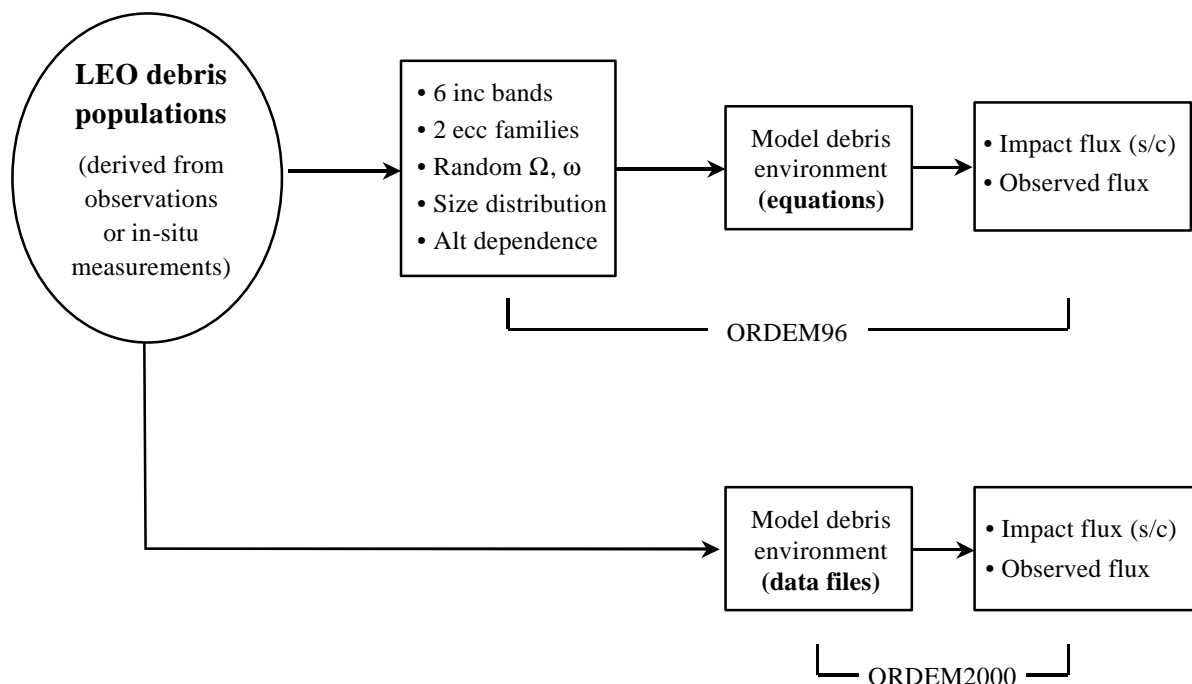 LEO debris
populations
(derived from
observations
or in-situ
measurements)
• 6 inc bands
• 2 ecc families
• Random Ω, ω
• Size distribution
• Alt dependence
Model debris
environment
(equations)
• Impact flux (s/c)
• Observed flux
ORDEM96
Model debris
environment
(data files)
• Impact flux (s/c)
• Observed flux
ORDEM2000